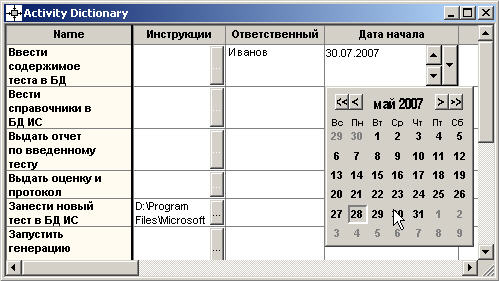 Activity Dictionary
Name Инструкции Ответственный Дата начала
Ввести
содержимое
теста в БД
... Иванов 30.07.2007
Вести
справочники в
БД ИС
...
Выдать отчет
по введенному
тесту
...
Выдать оценку и
протокол
...
Занести новый
тест в БД ИС
D:\Program
Files\Microsoft
...
Запустить
генерацию
...
<< < май 2007 > >>
Вс Пн Вт Ср Чт Пт Сб
29 30 1 2 3 4 5
6 7 8 9 10 11 12
13 14 15 16 17 18 19
20 21 22 23 24 25 26
27 28 29 30 31 1 2
3 4 5 6 7 8 9